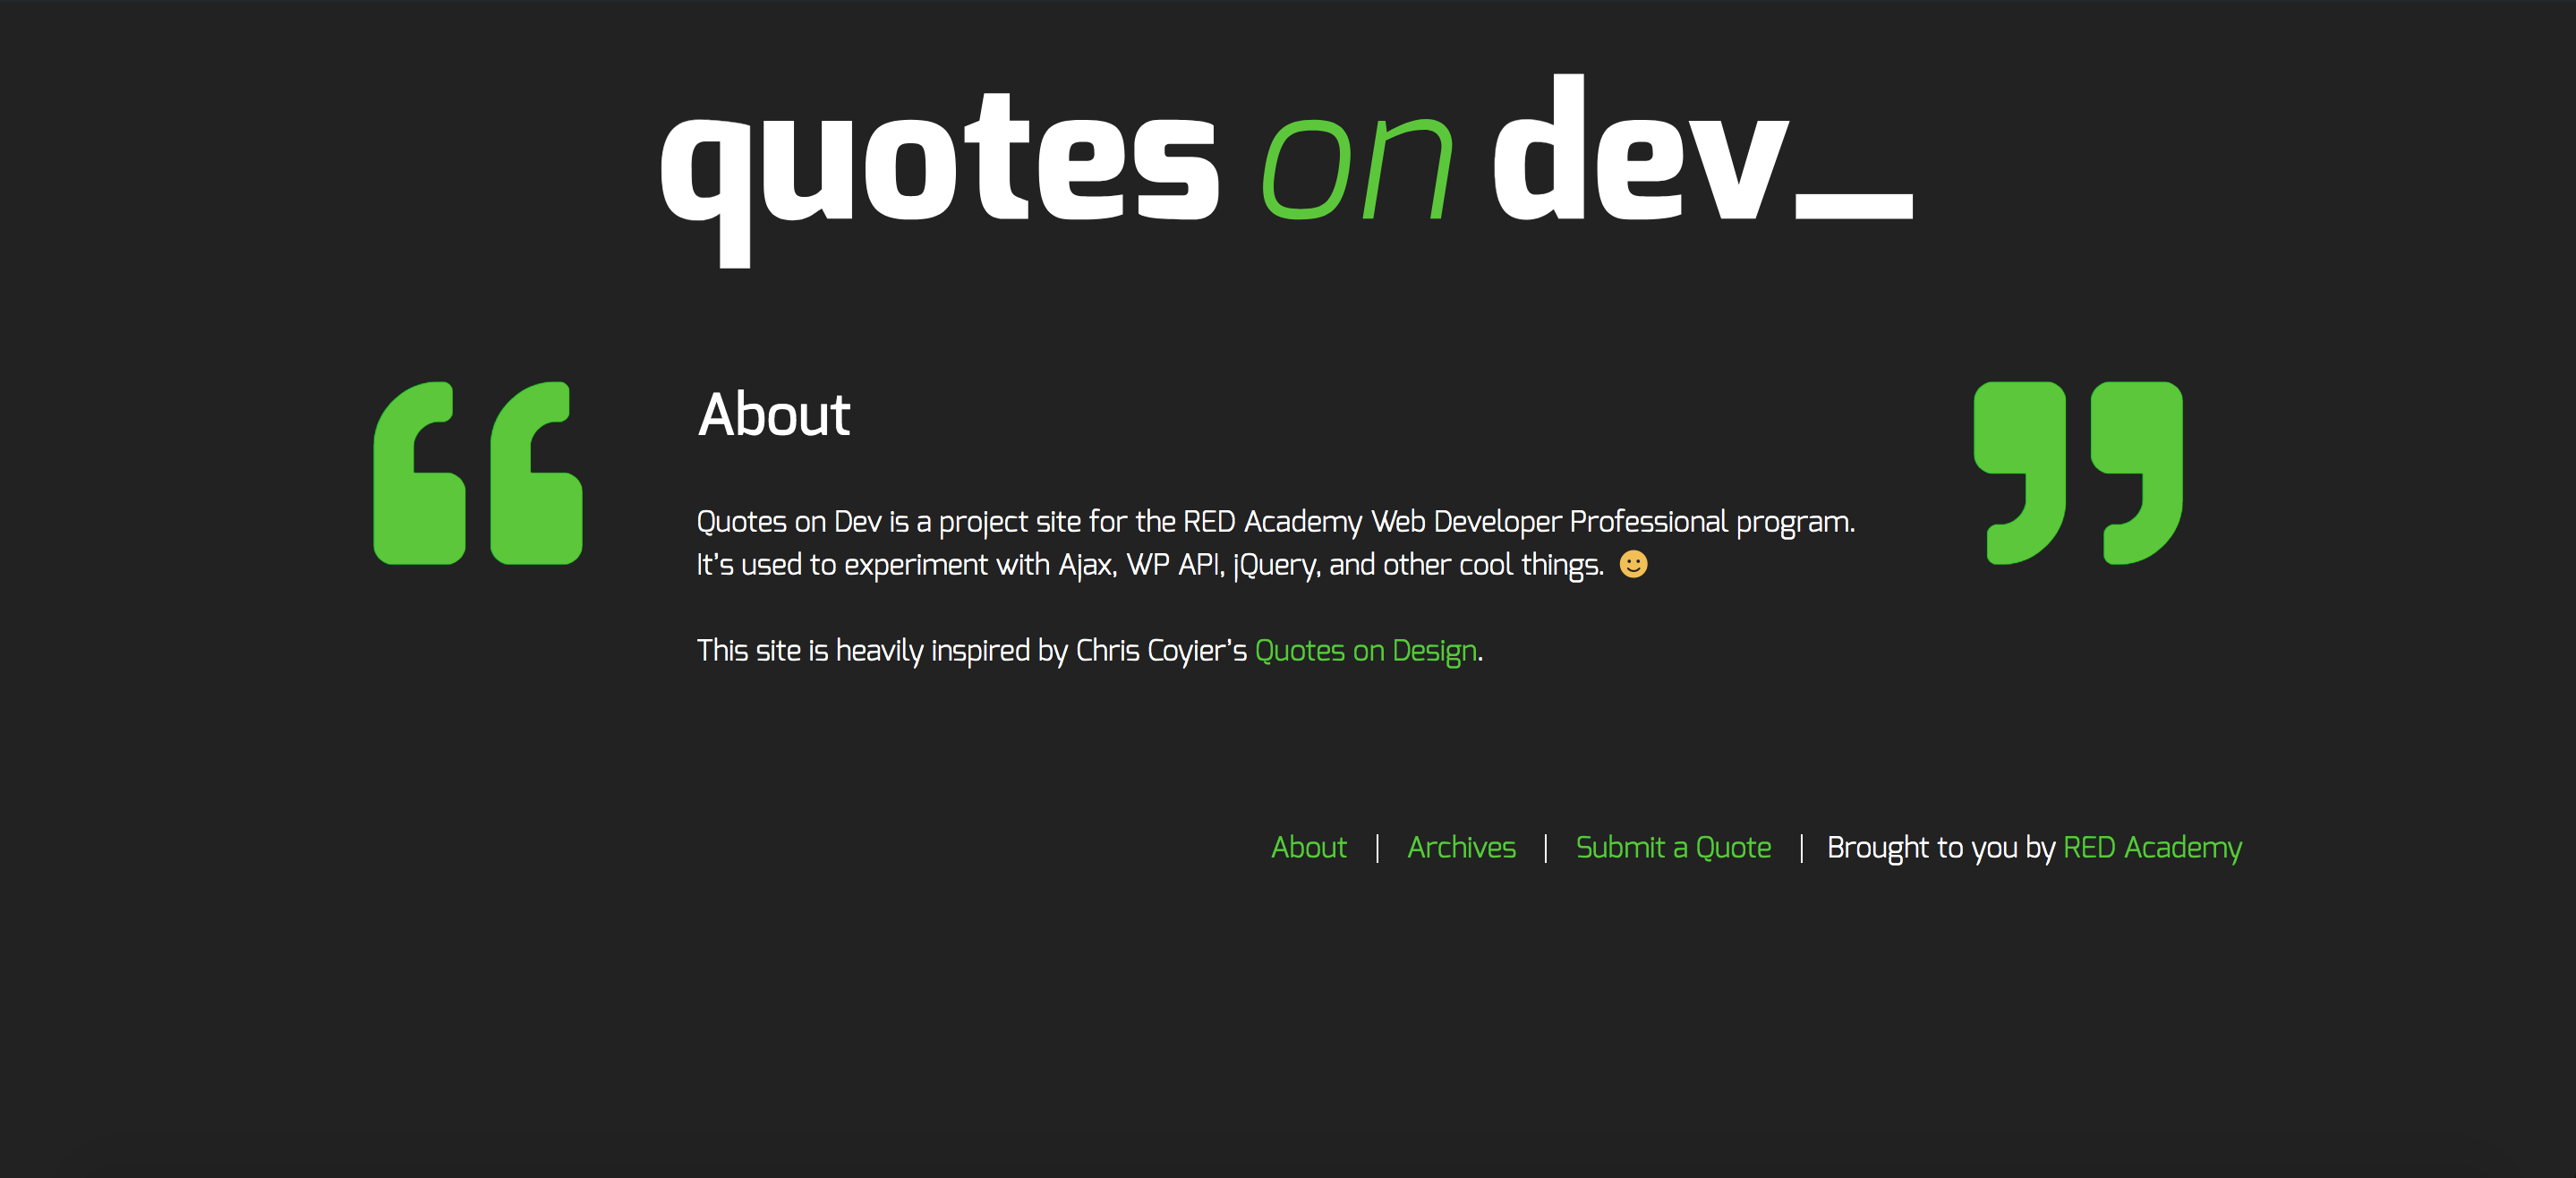 quotes on dev_
About
Quotes on Dev is a project site for the RED Academy Web Developer Professional program.
It’s used to experiment with Ajax, WP API, jQuery, and other cool things. 🙂
This site is heavily inspired by Chris Coyier’s Quotes on Design.
About | Archives | Submit a Quote | Brought to you by RED Academy